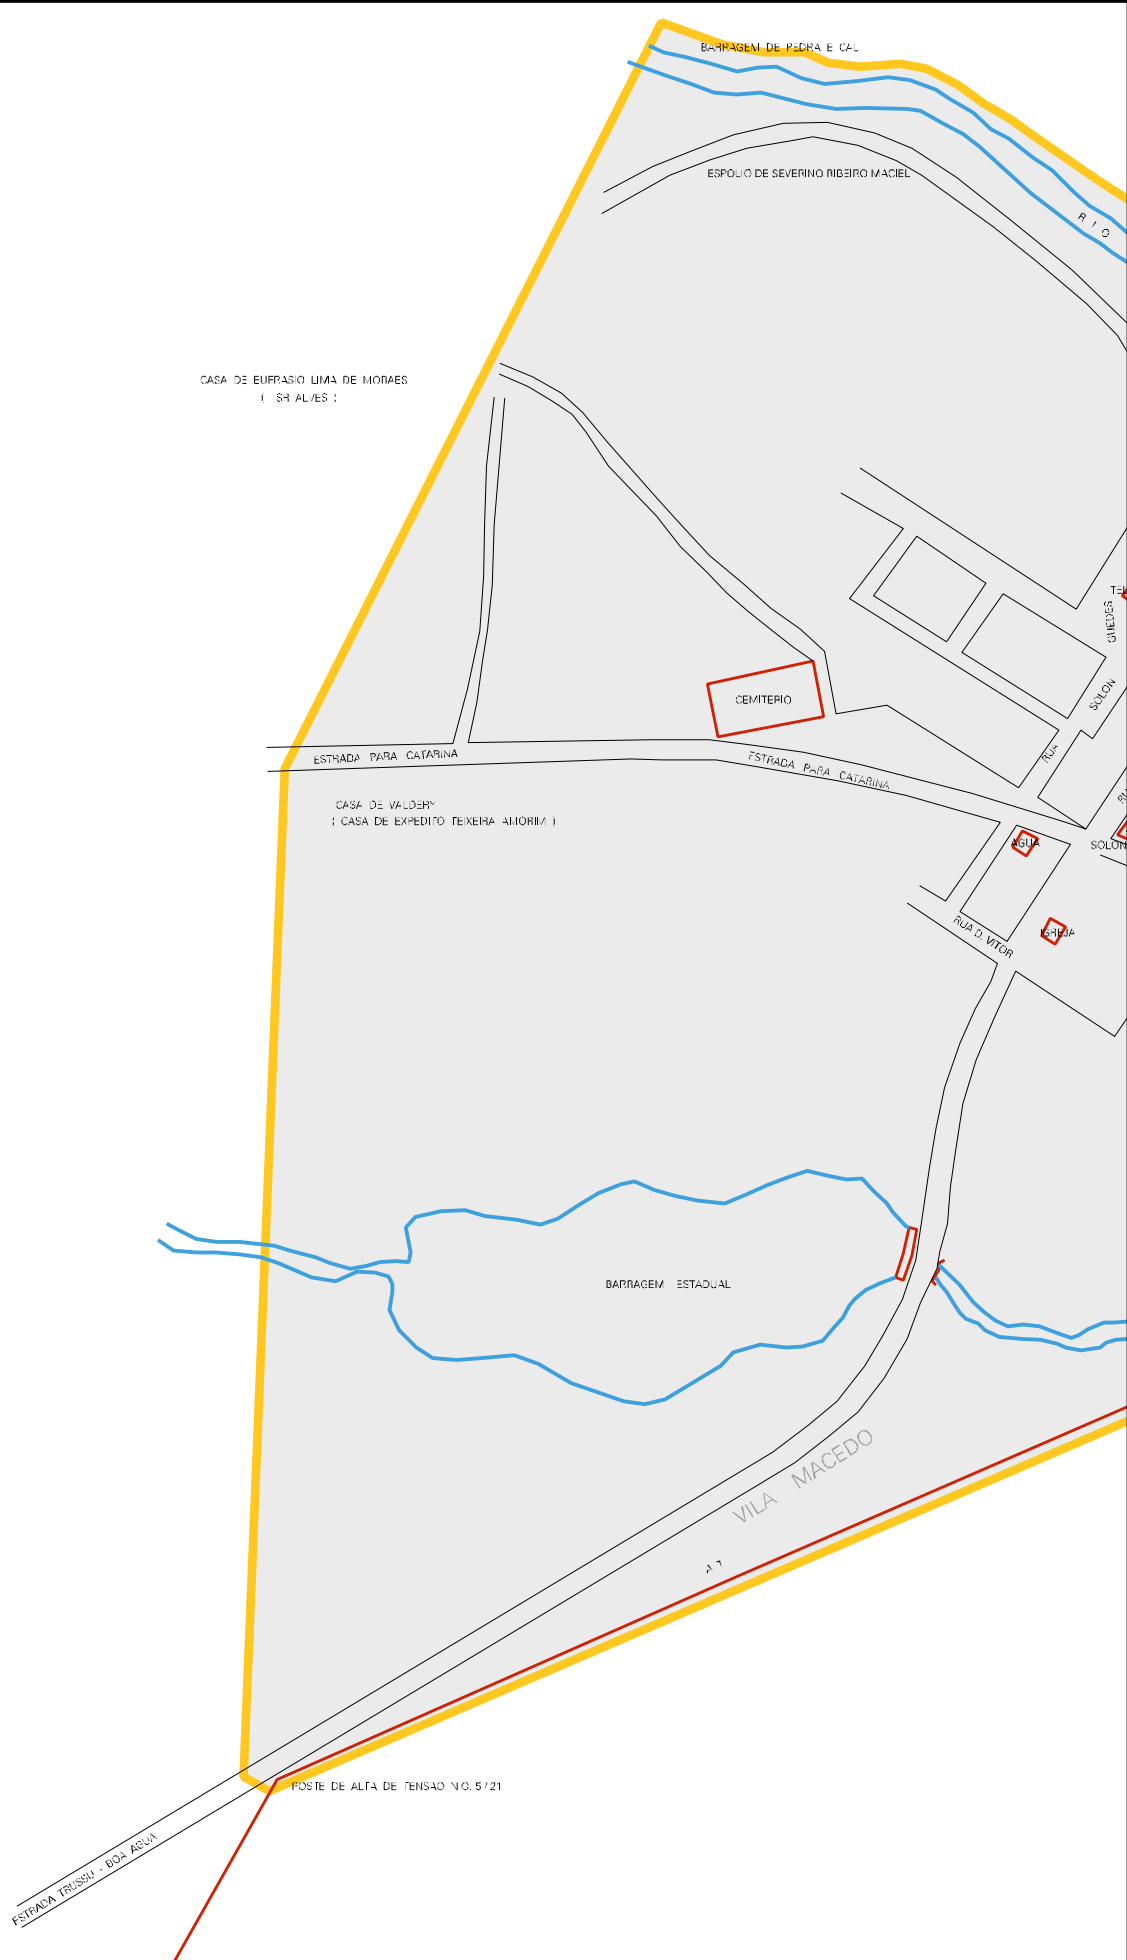 BARRAGEM DE PEDRA E CAL
ESPOLIO DE SEVERINO RIBEIRO MACIEL
RIO
CASA DE EUFRASIO LIMA DE MORAES
( SR ALVES )
GUEDES
SOLON
RUA
CEMITERIO
ESTRADA PARA CATARINA
ESTRADA PARA CATARINA
CASA DE VALDERY
( CASA DE EXPEDITO TEIXEIRA AMORIM )
AGUA
SOLON
IGREJA
RUA D. VITOR
BARRAGEM ESTADUAL
VILA MACEDO
A T
POSTE DE ALTA DE TENSAO N.O. 5/21
ESTRADA TRUSSU - BOA AGUA